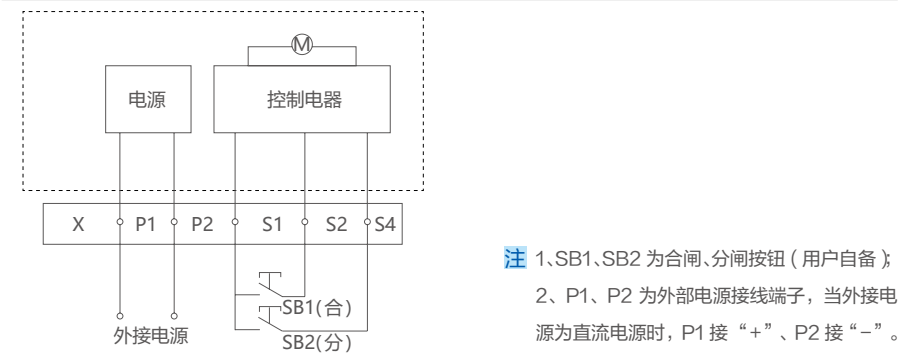 M
电源
控制电器
X P1 P2 S1 S2 S4
SB1(合)
外接电源
SB2(分)
注 1、SB1、SB2 为合闸、分闸按钮 ( 用户自备 )；
2、P1、P2 为外部电源接线端子，当外接电
源为直流电源时，P1 接 “+” 、P2 接 “−” 。